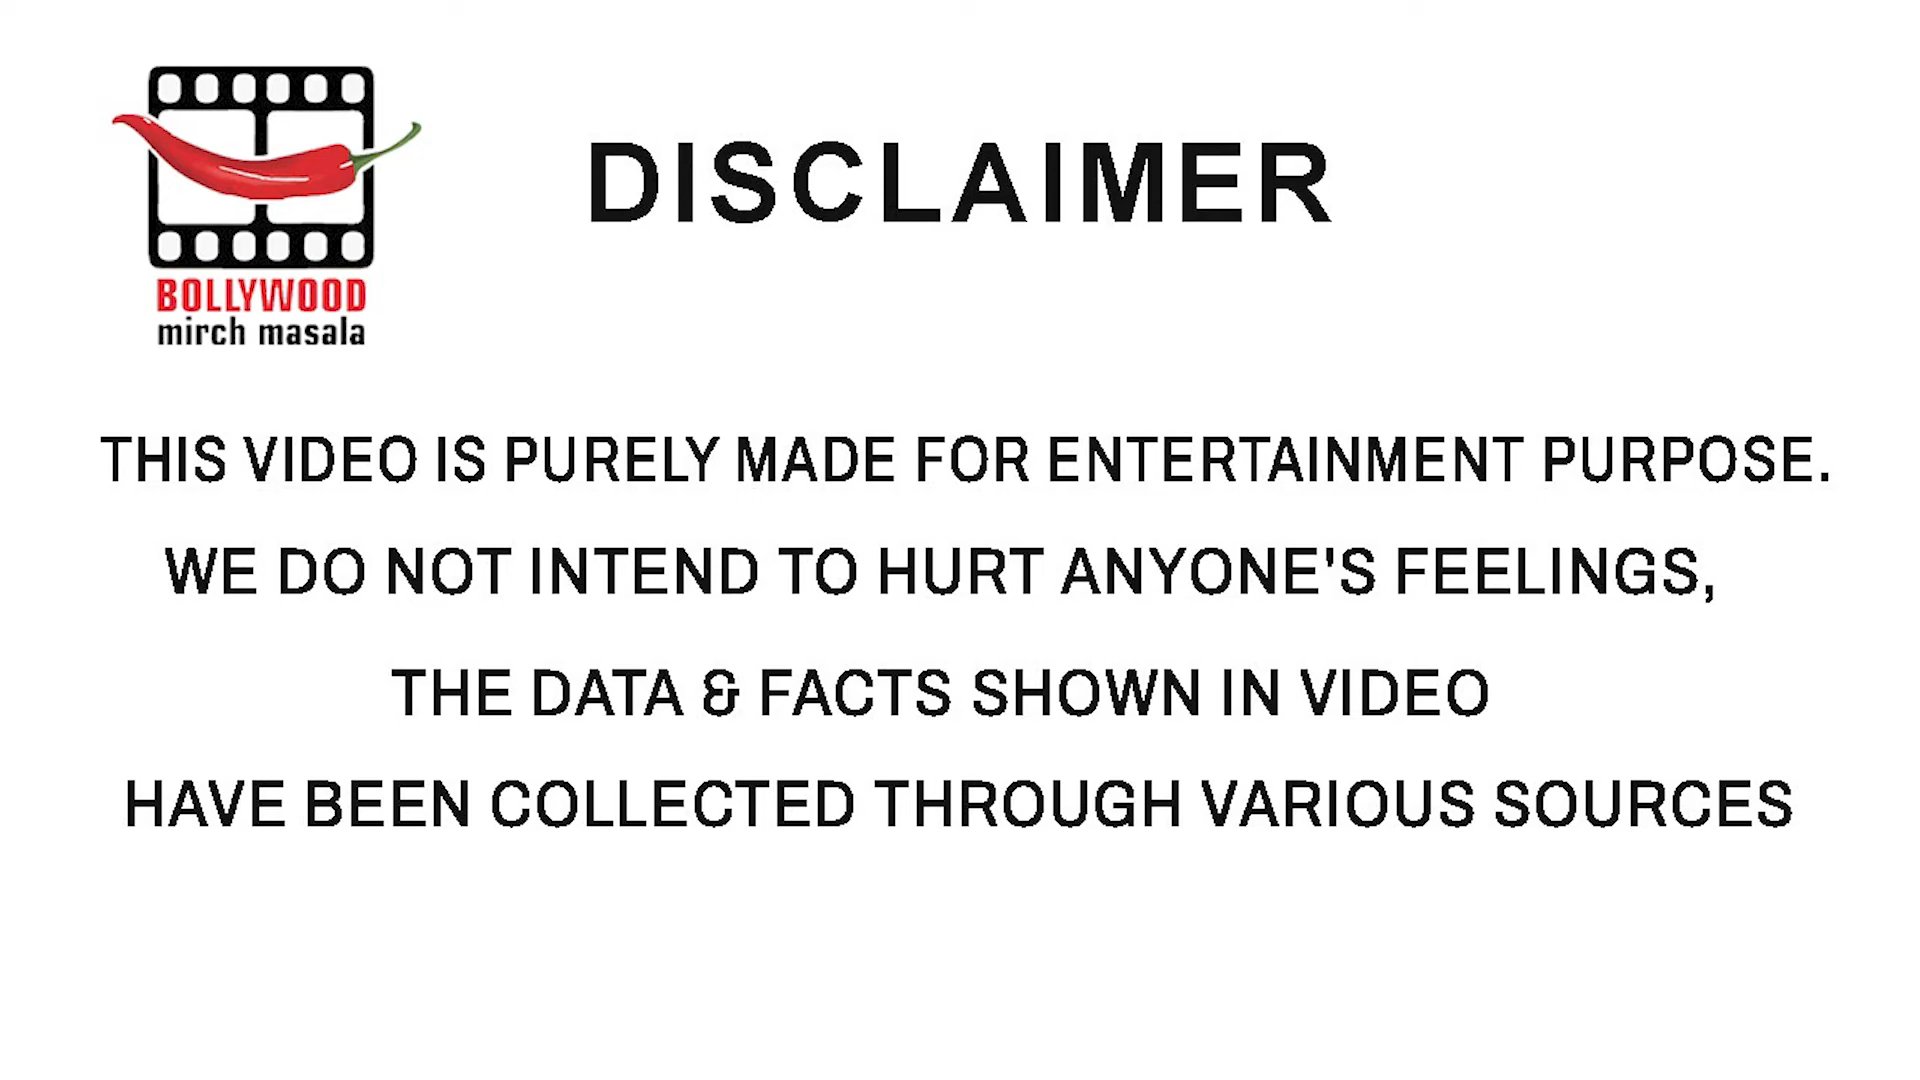 BOLLYWOOD
mirch masala
DISCLAIMER
THIS VIDEO IS PURELY MADE FOR ENTERTAINMENT PURPOSE.
WE DO NOT INTEND TO HURT ANYONE'S FEELINGS,
THE DATA & FACTS SHOWN IN VIDEO
HAVE BEEN COLLECTED THROUGH VARIOUS SOURCES